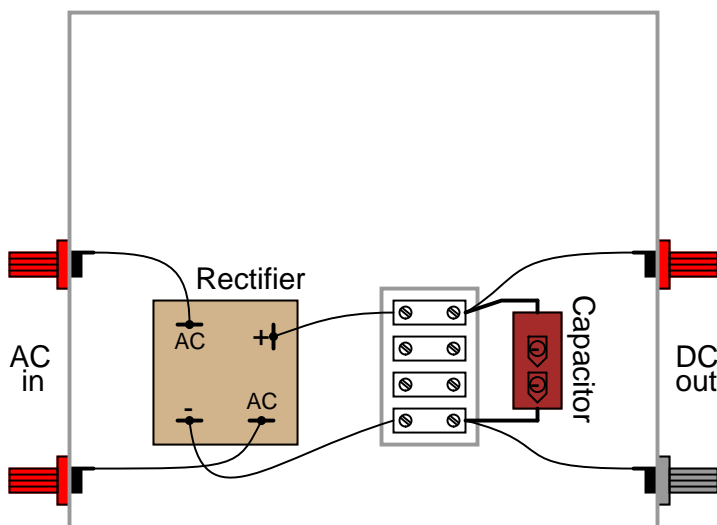 Rectifier
AC
+
-
AC
AC
in
Capacitor
DC
out